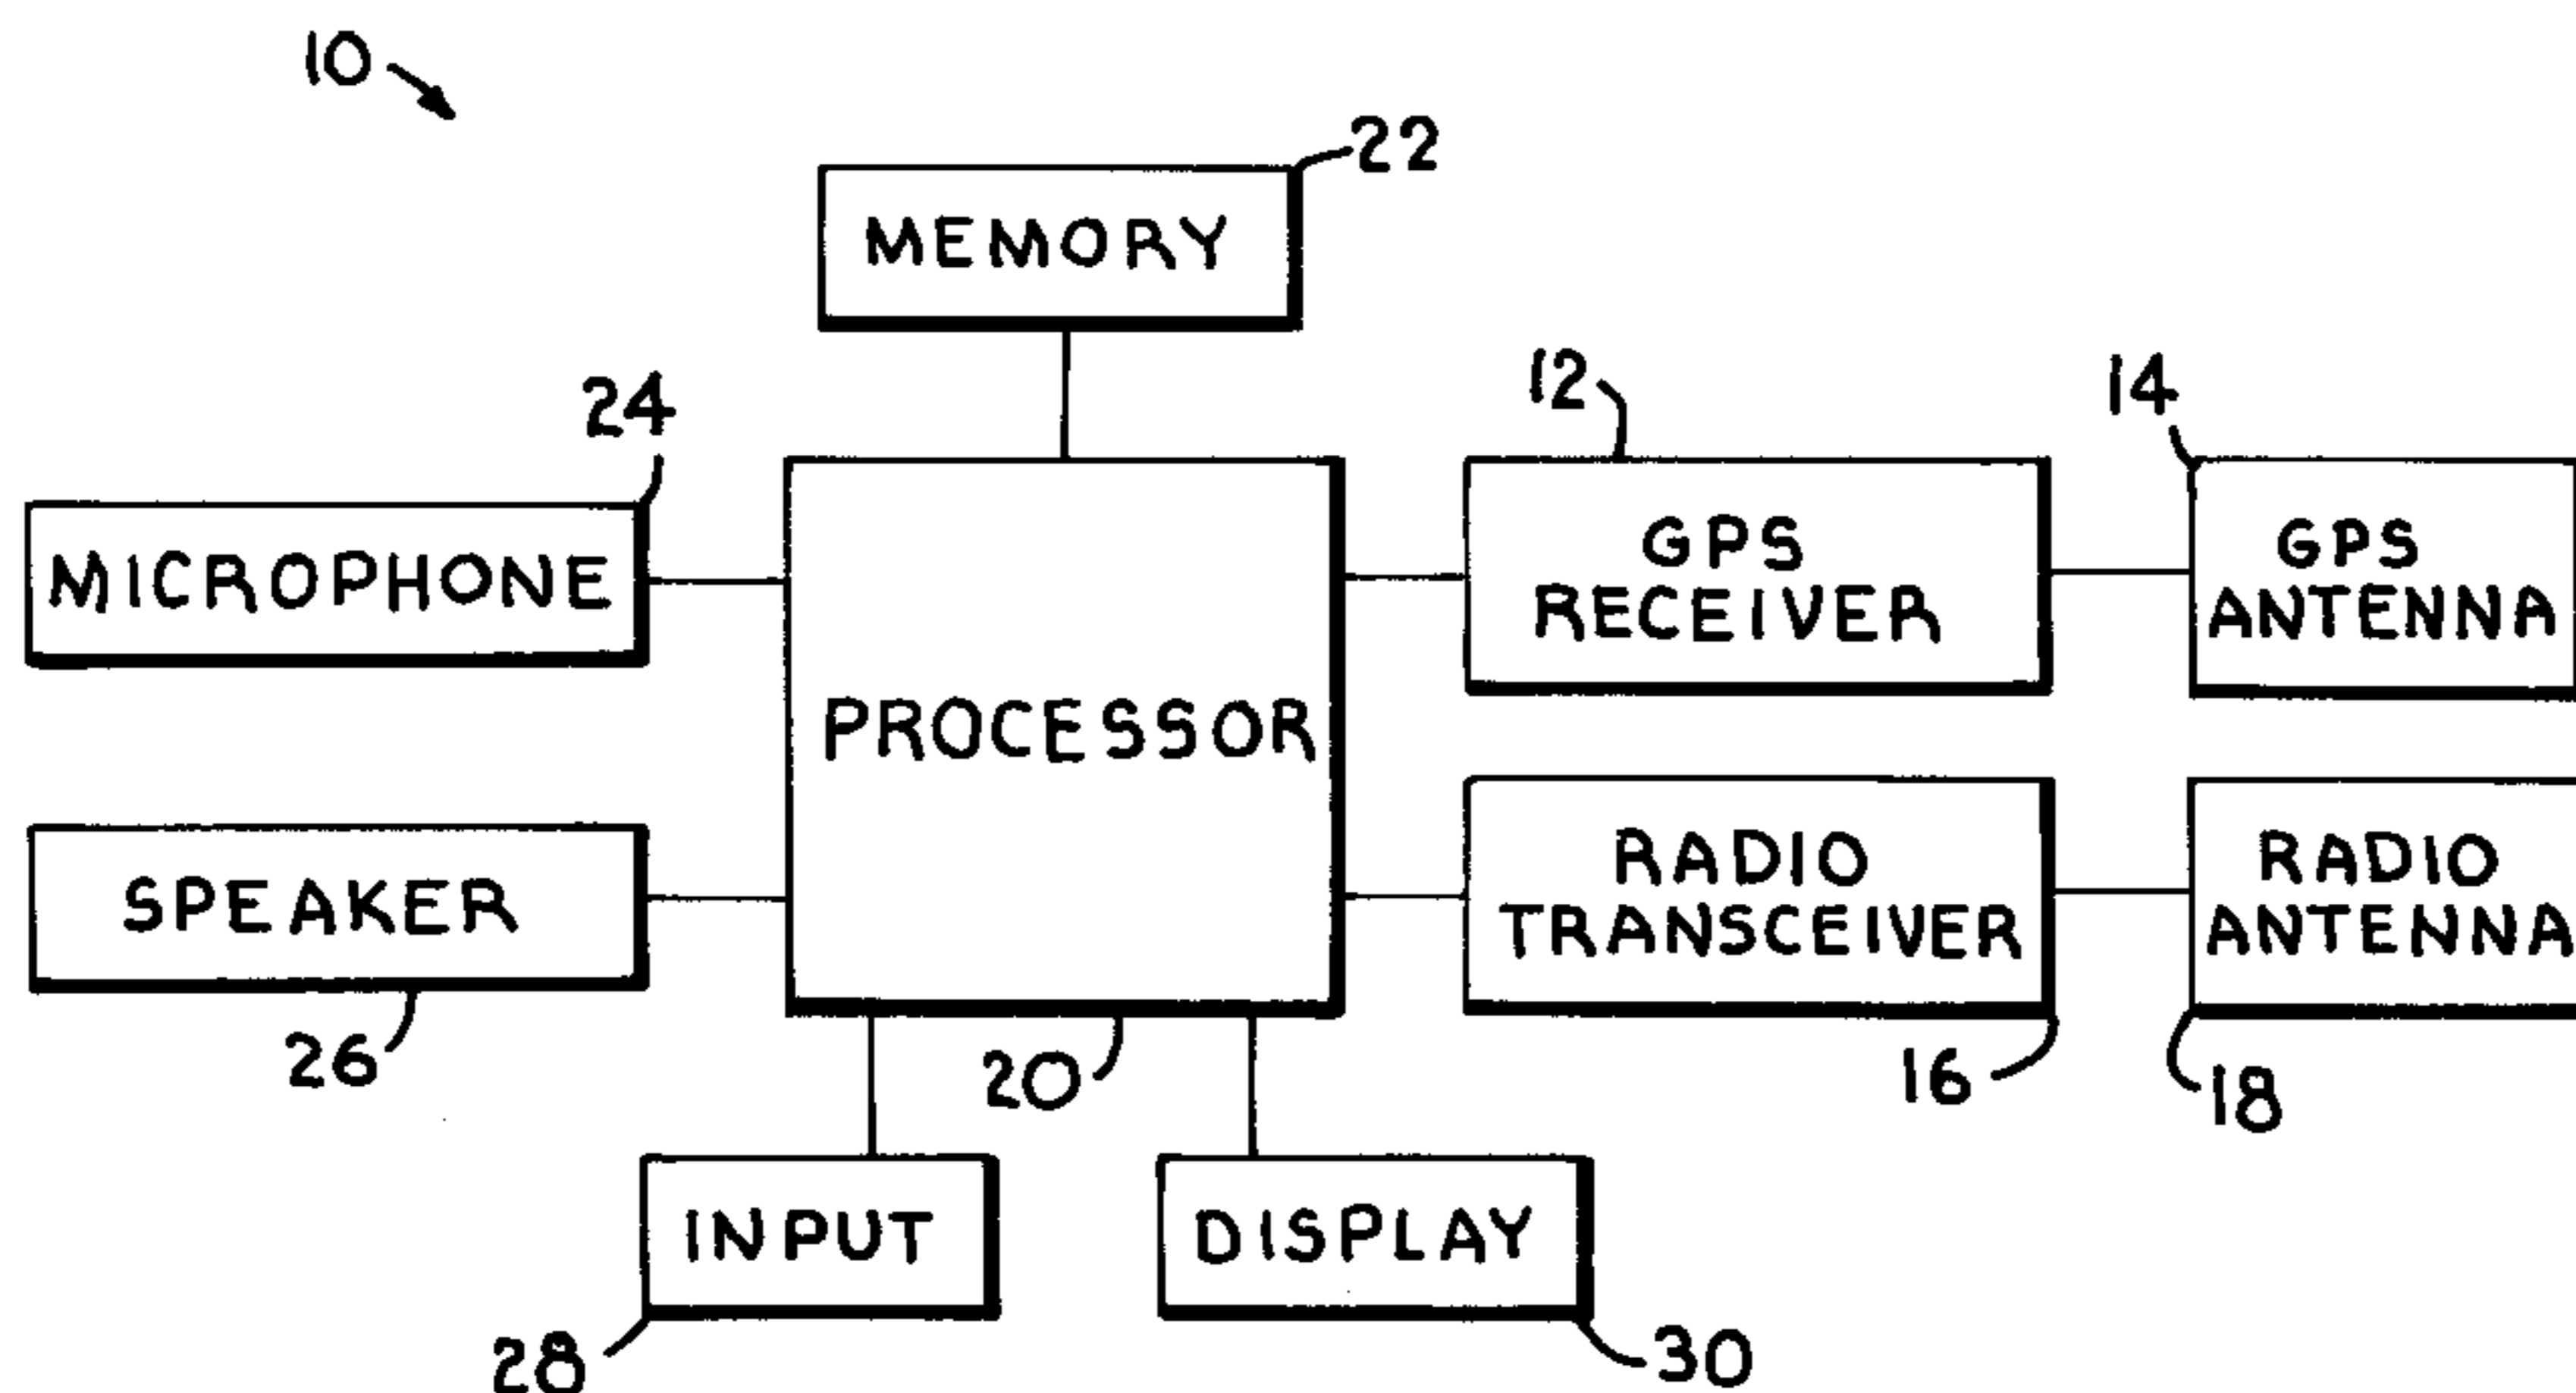 10
22
MEMORY
24
12
14
MICROPHONE
GPS
RECEIVER
GPS
ANTENNA
PROCESSOR
SPEAKER
RADIO
TRANSCEIVER
RADIO
ANTENNA
26
20
16
18
INPUT
DISPLAY
28
30